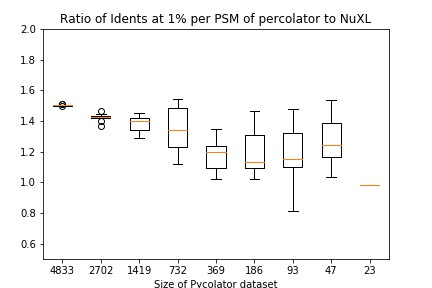 Ratio of Idents at 1% per PSM of percolator to NuXL
2.0
1.8
1.6
1.4
1.2
1.0
0.8
0.6
4833 2702 1419 732 369 186 93 47 23
Size of Pycolator dataset